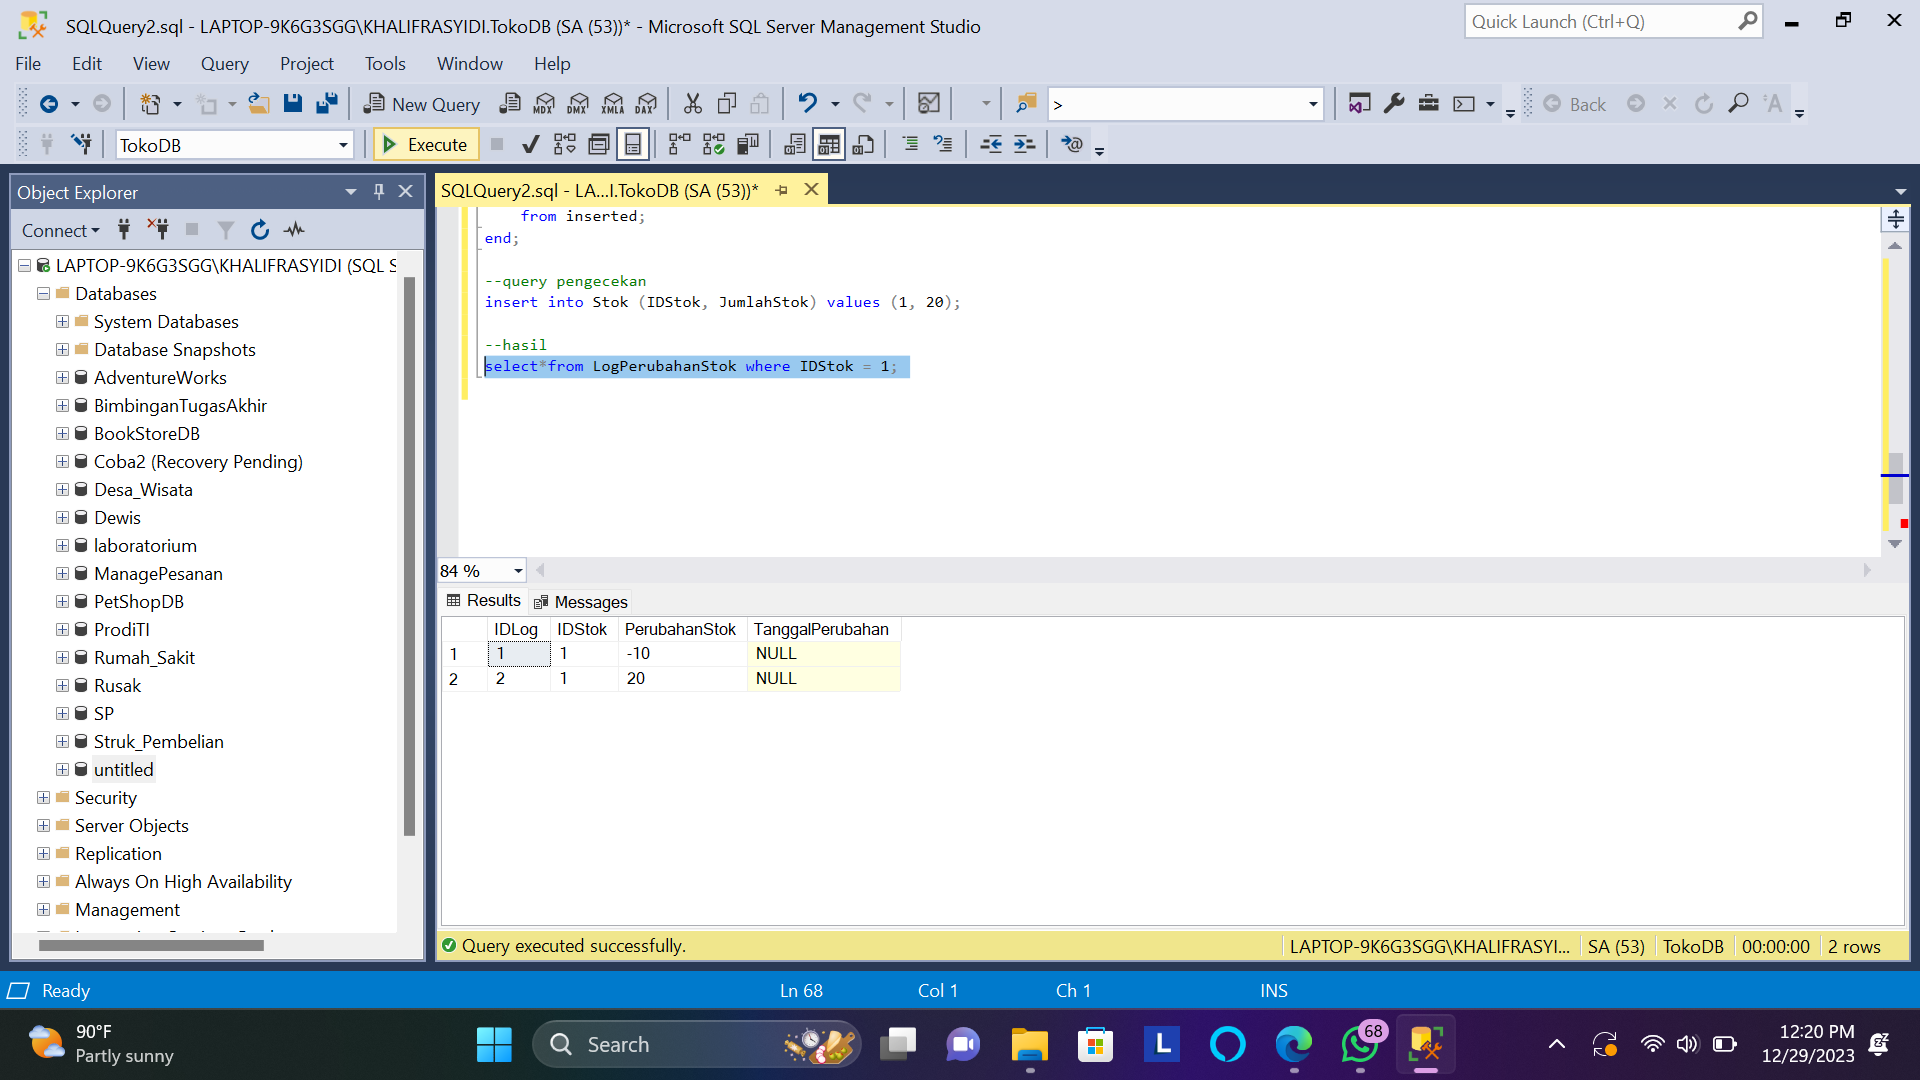 SQLQuery2.sql - LAPTOP-9K6G3SGG\KHALIFRASYIDI.TokoDB (SA (53))* - Microsoft SQL Server Management Studio
Quick Launch (Ctrl+Q)
File Edit View Query Project Tools Window Help
New Query MDX DMX XMLA DAX > Back
TokoDB Execute
Object Explorer
Connect
LAPTOP-9K6G3SGG\KHALIFRASYIDI (SQL S
Databases
System Databases
Database Snapshots
AdventureWorks
BimbinganTugasAkhir
BookStoreDB
Coba2 (Recovery Pending)
Desa_Wisata
Dewis
laboratorium
ManagePesanan
PetShopDB
ProdiTI
Rumah_Sakit
Rusak
SP
Struk_Pembelian
untitled
Security
Server Objects
Replication
Always On High Availability
Management
SQLQuery2.sql - LA...I.TokoDB (SA (53))*
from inserted;
end;
--query pengecekan
insert into Stok (IDStok, JumlahStok) values (1, 20);
--hasil
select*from LogPerubahanStok where IDStok = 1;
84 %
Results Messages
IDLog IDStok PerubahanStok TanggalPerubahan
1 1 1 -10 NULL
2 2 1 20 NULL
Query executed successfully. LAPTOP-9K6G3SGG\KHALIFRASYI... SA (53) TokoDB 00:00:00 2 rows
Ready Ln 68 Col 1 Ch 1 INS
90°F
Partly sunny
Search
L
68
12:20 PM
12/29/2023